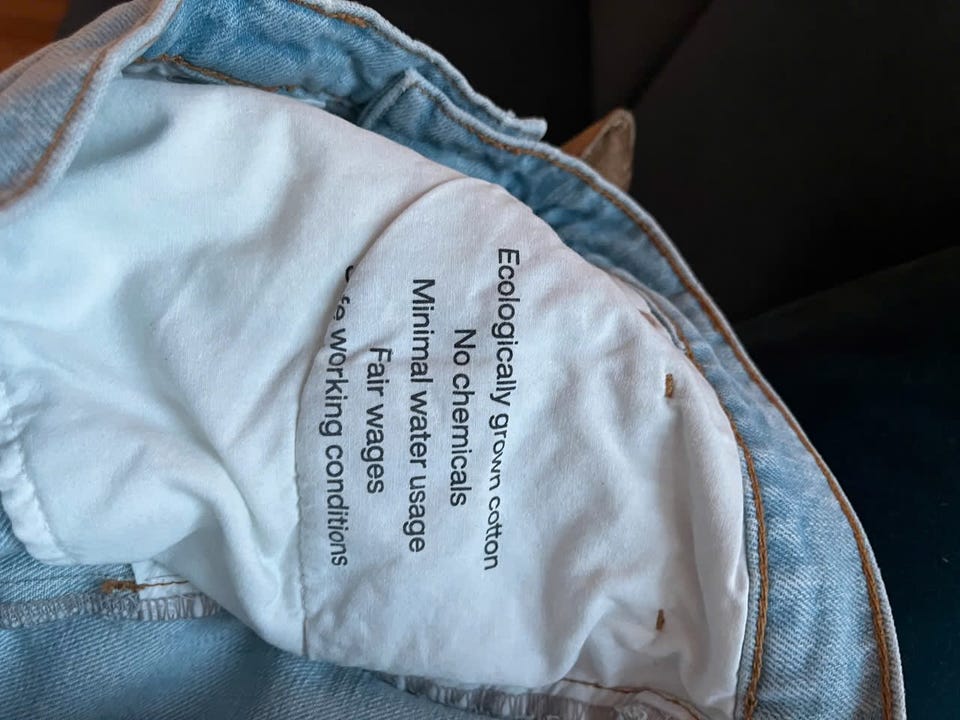 Ecologically grown cotton
No chemicals
Minimal water usage
Fair wages
working conditions